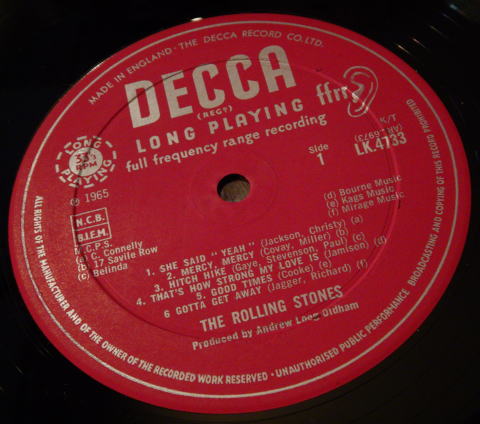 MADE IN ENGLAND · THE DECCA RECORD CO. LTD.
DECCA
(REGD)
LONG PLAYING
ffrr
full frequency range recording
LONG PLAYING
33⅓
RPM
℗ 1965
Side
1
K/T
LK.4733
N.C.B.
B.I.E.M.
M.C.P.S.
(a) C. Connelly
(b) 17 Savile Row
(c) Belinda
(d) Bourne Music
(e) Kags Music
(f) Mirage Music
1. SHE SAID "YEAH" (Jackson, Christy) (a)
2. MERCY, MERCY (Covay, Miller) (b)
3. HITCH HIKE (Gaye, Stevenson, Paul) (c)
4. THAT'S HOW STRONG MY LOVE IS (Jamison) (d)
5. GOOD TIMES (Cooke) (e)
6 GOTTA GET AWAY (Jagger, Richard) (f)
THE ROLLING STONES
Produced by Andrew Loog Oldham
ALL RIGHTS OF THE MANUFACTURER AND OF THE OWNER OF THE RECORDED WORK RESERVED · UNAUTHORISED PUBLIC PERFORMANCE BROADCASTING AND COPYING OF THIS RECORD PROHIBITED